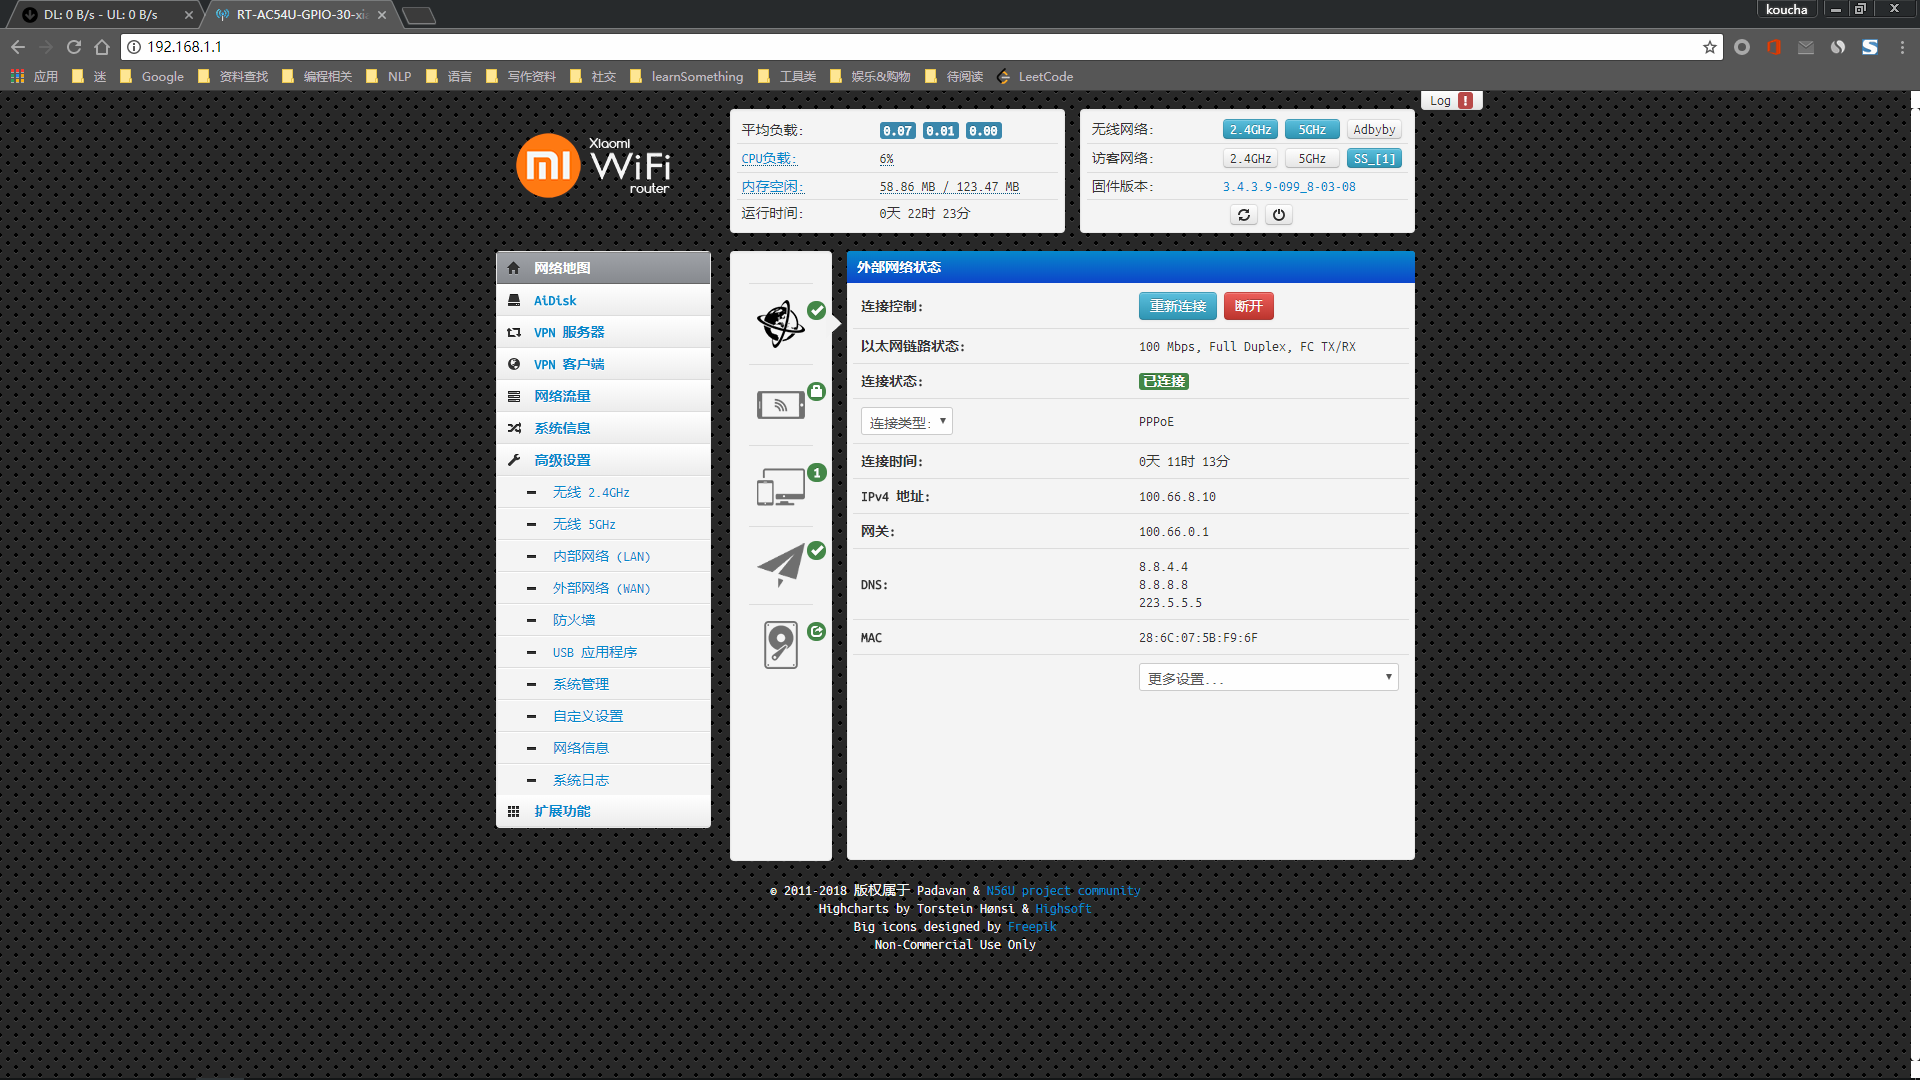 DL: 0 B/s - UL: 0 B/s
RT-AC54U-GPIO-30-xia
koucha
192.168.1.1
应用
迷
Google
资料查找
编程相关
NLP
语言
写作资料
社交
learnSomething
工具类
娱乐&购物
待阅读
LeetCode
Log !
mi
Xiaomi
WiFi
router
平均负载: 0.07 0.01 0.00
CPU负载: 6%
内存空闲: 58.86 MB / 123.47 MB
运行时间: 0天 22时 23分
无线网络: 2.4GHz 5GHz Adbyby
访客网络: 2.4GHz 5GHz SS_[1]
固件版本: 3.4.3.9-099_8-03-08
网络地图
AiDisk
VPN 服务器
VPN 客户端
网络流量
系统信息
高级设置
无线 2.4GHz
无线 5GHz
内部网络 (LAN)
外部网络 (WAN)
防火墙
USB 应用程序
系统管理
自定义设置
网络信息
系统日志
扩展功能
1
外部网络状态
连接控制: 重新连接 断开
以太网链路状态: 100 Mbps, Full Duplex, FC TX/RX
连接状态: 已连接
连接类型: PPPoE
连接时间: 0天 11时 13分
IPv4 地址: 100.66.8.10
网关: 100.66.0.1
DNS: 8.8.4.4
8.8.8.8
223.5.5.5
MAC 28:6C:07:5B:F9:6F
更多设置...
© 2011-2018 版权属于 Padavan & N56U project community
Highcharts by Torstein Hønsi & Highsoft
Big icons designed by Freepik
Non-Commercial Use Only